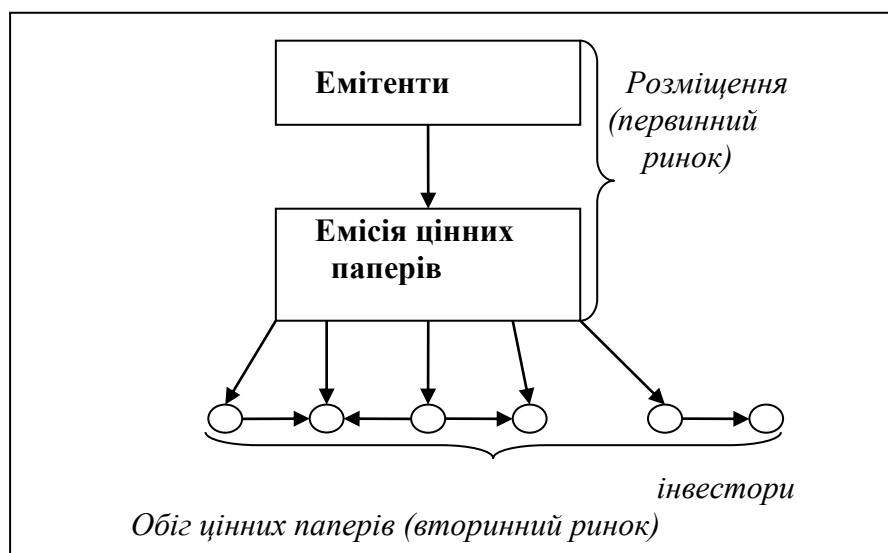 Емітенти
Розміщення
(первинний
ринок)
Емісія цінних
паперів
інвестори
Обіг цінних паперів (вторинний ринок)